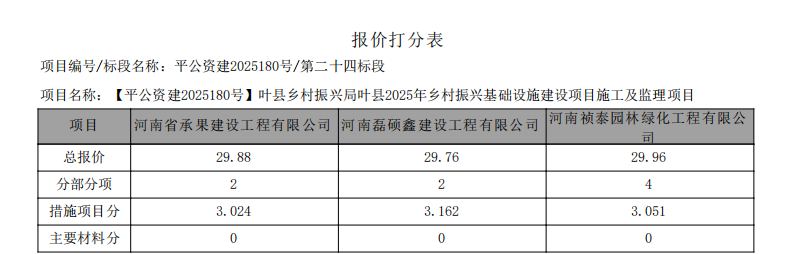 报价打分表
项目编号/标段名称：平公资建2025180号/第二十四标段
项目名称：【平公资建2025180号】叶县乡村振兴局叶县2025年乡村振兴基础设施建设项目施工及监理项目
项目 河南省承果建设工程有限公司 河南磊硕鑫建设工程有限公司 河南祯泰园林绿化工程有限公司
总报价 29.88 29.76 29.96
分部分项 2 2 4
措施项目分 3.024 3.162 3.051
主要材料分 0 0 0